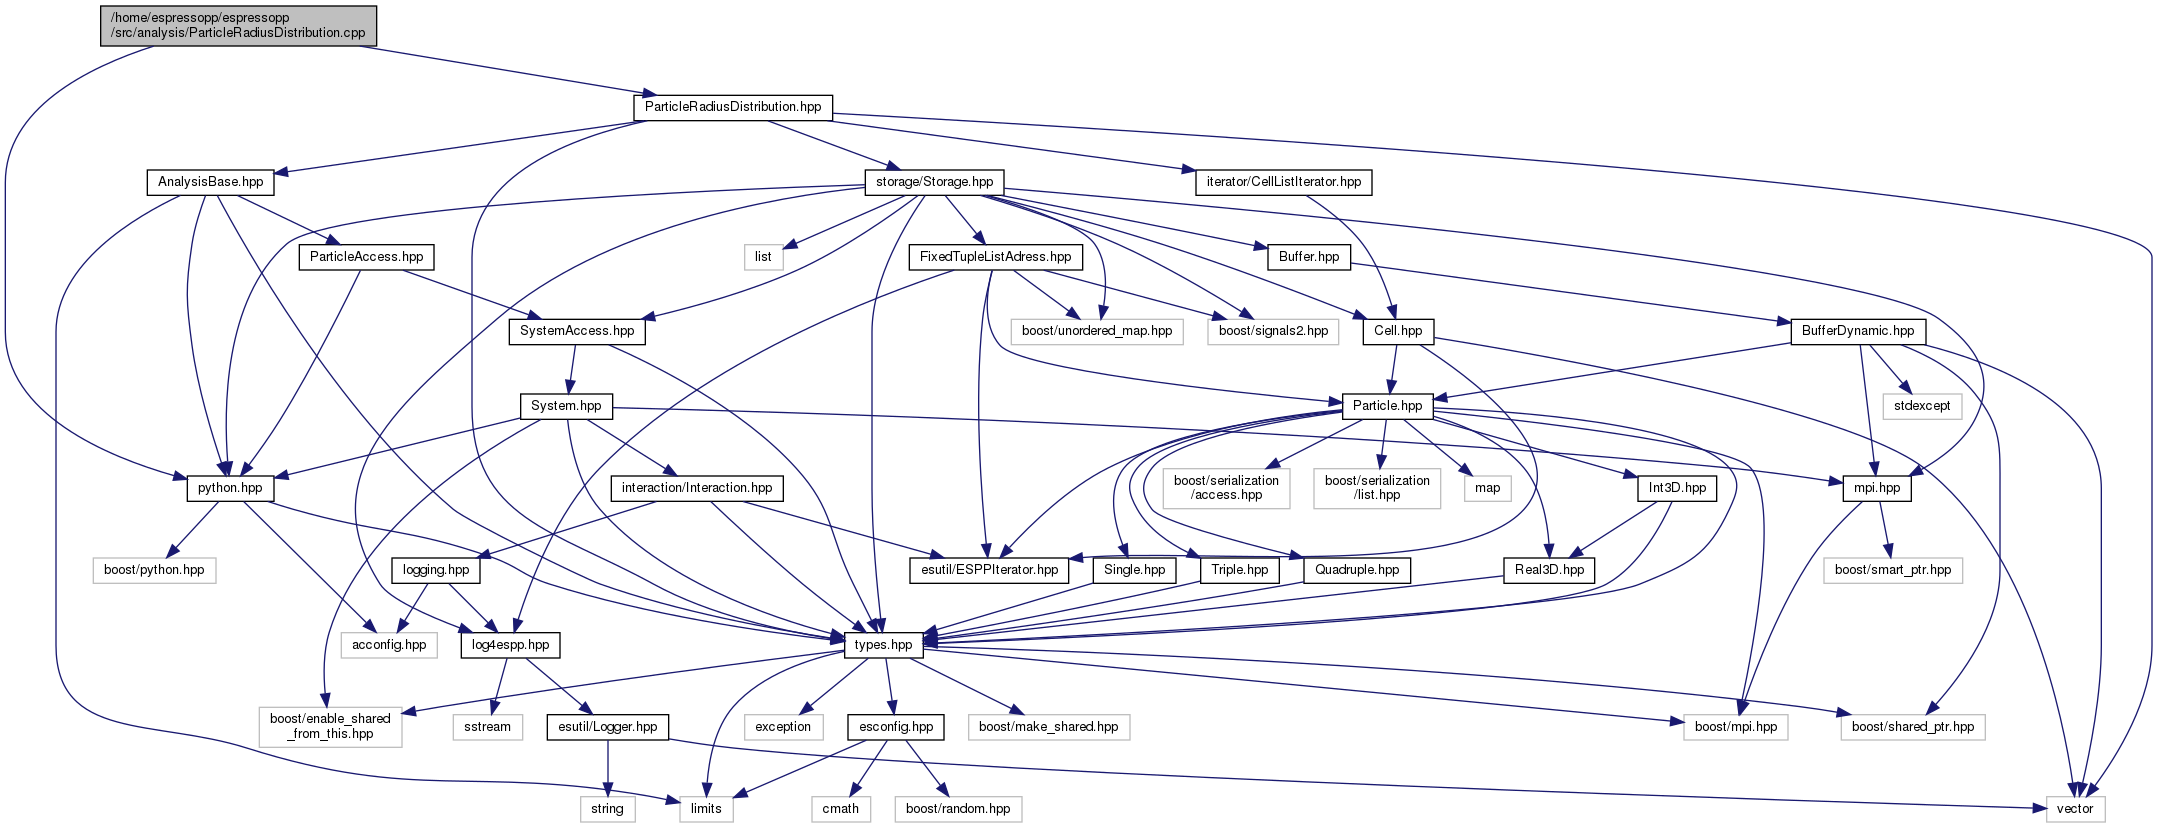 /home/espressopp/espressopp
/src/analysis/ParticleRadiusDistribution.cpp
ParticleRadiusDistribution.hpp
AnalysisBase.hpp
storage/Storage.hpp
iterator/CellListIterator.hpp
ParticleAccess.hpp
list
FixedTupleListAdress.hpp
Buffer.hpp
SystemAccess.hpp
boost/unordered_map.hpp
boost/signals2.hpp
Cell.hpp
BufferDynamic.hpp
System.hpp
Particle.hpp
stdexcept
python.hpp
interaction/Interaction.hpp
boost/serialization
/access.hpp
boost/serialization
/list.hpp
map
Int3D.hpp
mpi.hpp
boost/python.hpp
logging.hpp
esutil/ESPPIterator.hpp
Single.hpp
Triple.hpp
Quadruple.hpp
Real3D.hpp
boost/smart_ptr.hpp
acconfig.hpp
log4espp.hpp
types.hpp
boost/enable_shared
_from_this.hpp
sstream
esutil/Logger.hpp
exception
esconfig.hpp
boost/make_shared.hpp
boost/mpi.hpp
boost/shared_ptr.hpp
string
limits
cmath
boost/random.hpp
vector